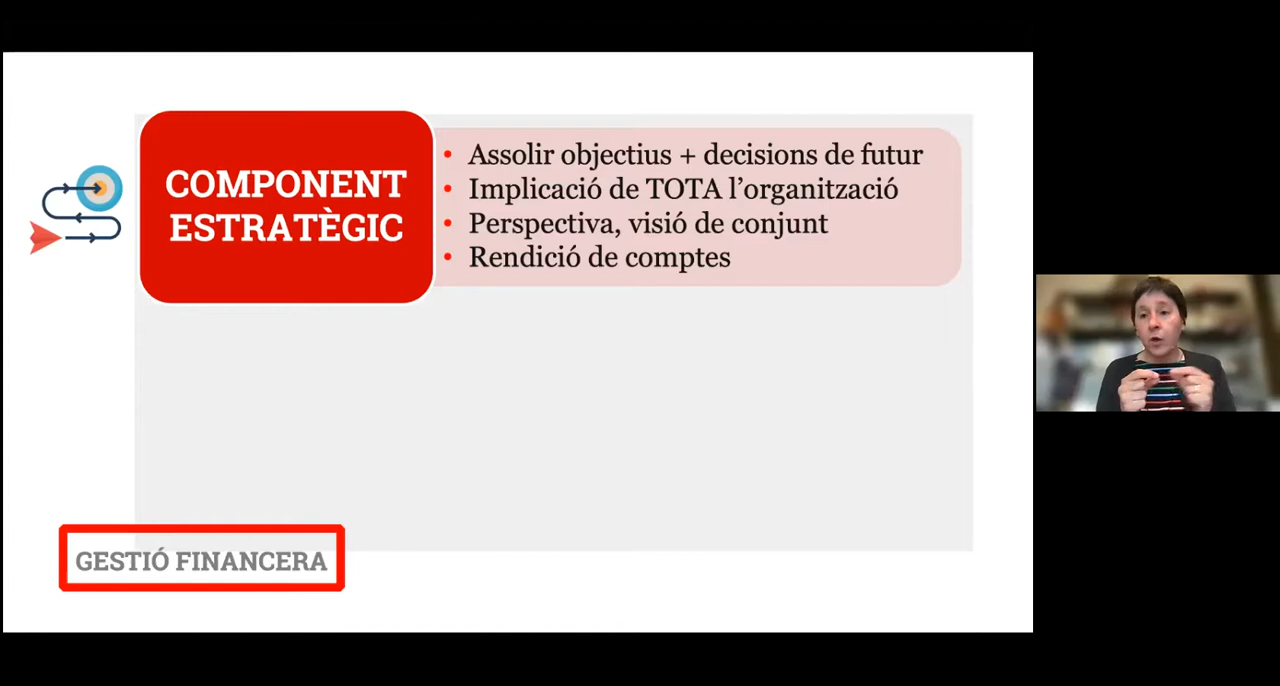 COMPONENT
ESTRATÈGIC
• Assolir objectius + decisions de futur
• Implicació de TOTA l’organització
• Perspectiva, visió de conjunt
• Rendició de comptes
GESTIÓ FINANCERA